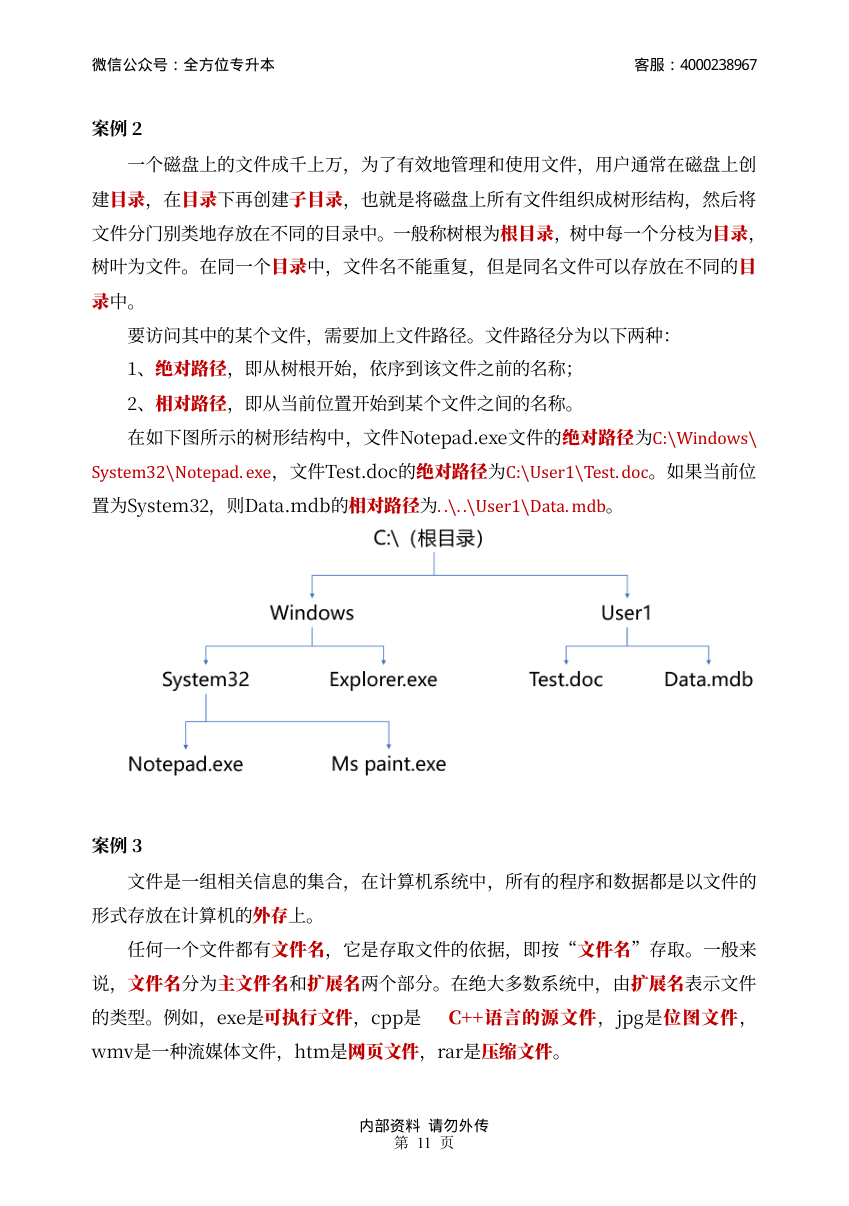 微信公众号：全方位专升本 客服：4000238967
案例 2
一个磁盘上的文件成千上万，为了有效地管理和使用文件，用户通常在磁盘上创
建目录，在目录下再创建子目录，也就是将磁盘上所有文件组织成树形结构，然后将
文件分门别类地存放在不同的目录中。一般称树根为根目录，树中每一个分枝为目录，
树叶为文件。在同一个目录中，文件名不能重复，但是同名文件可以存放在不同的目
录中。
要访问其中的某个文件，需要加上文件路径。文件路径分为以下两种：
1、绝对路径，即从树根开始，依序到该文件之前的名称；
2、相对路径，即从当前位置开始到某个文件之间的名称。
在如下图所示的树形结构中，文件Notepad.exe文件的绝对路径为C:\Windows\
System32\Notepad.exe，文件Test.doc的绝对路径为C:\User1\Test.doc。如果当前位
置为System32，则Data.mdb的相对路径为..\..\User1\Data.mdb。
C:\（根目录）
Windows User1
System32 Explorer.exe Test.doc Data.mdb
Notepad.exe Ms paint.exe
案例 3
文件是一组相关信息的集合，在计算机系统中，所有的程序和数据都是以文件的
形式存放在计算机的外存上。
任何一个文件都有文件名，它是存取文件的依据，即按“文件名”存取。一般来
说，文件名分为主文件名和扩展名两个部分。在绝大多数系统中，由扩展名表示文件
的类型。例如，exe是可执行文件，cpp是 C++语言的源文件，jpg是位图文件，
wmv是一种流媒体文件，htm是网页文件，rar是压缩文件。
内部资料 请勿外传
第 11 页